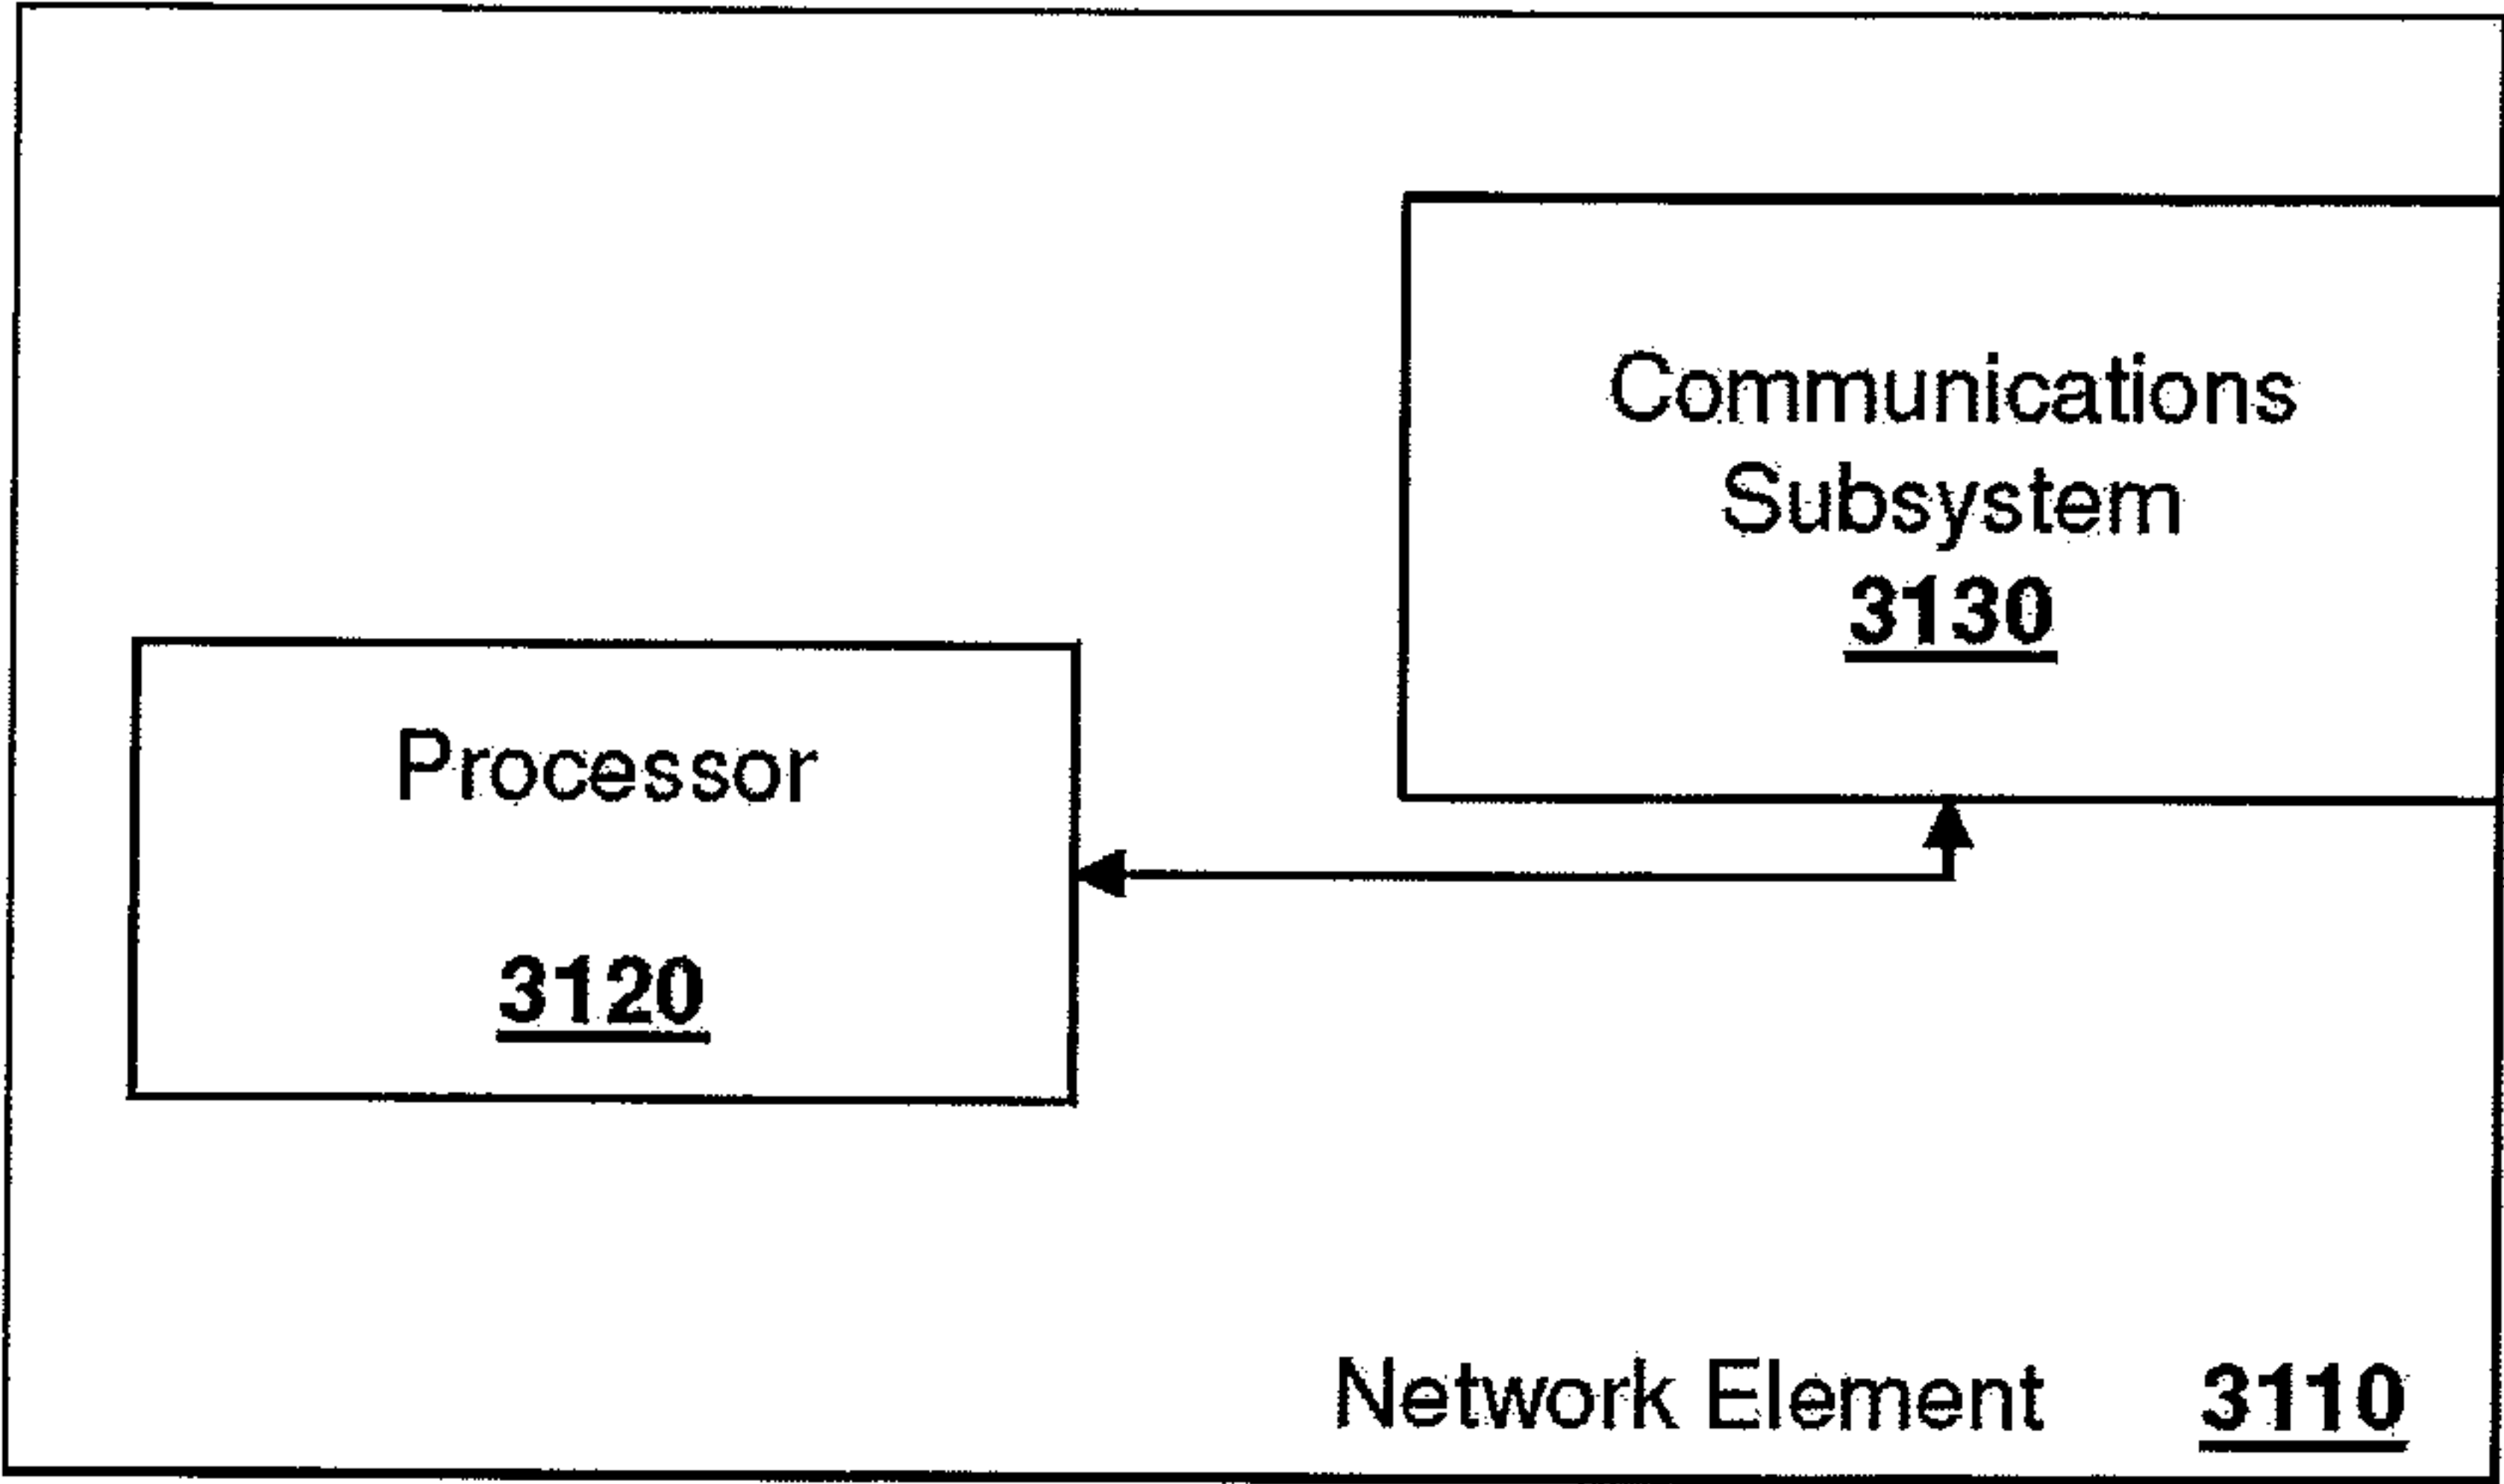 Communications
Subsystem
3130
Processor
3120
Network Element 3110